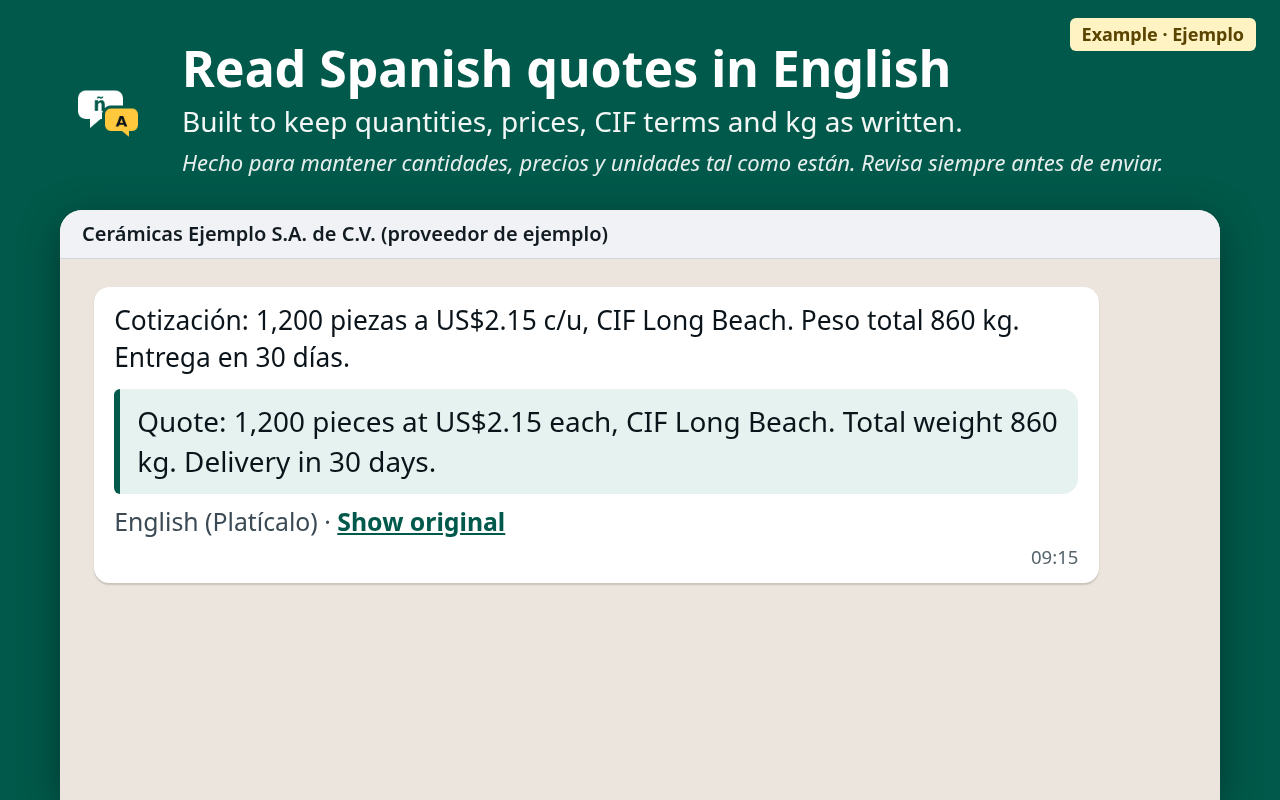 Example · Ejemplo
Read Spanish quotes in English
ñ
A
Built to keep quantities, prices, CIF terms and kg as written.
Hecho para mantener cantidades, precios y unidades tal como están. Revisa siempre antes de enviar.
Cerámicas Ejemplo S.A. de C.V. (proveedor de ejemplo)
Cotización: 1,200 piezas a US$2.15 c/u, CIF Long Beach. Peso total 860 kg.
Entrega en 30 días.
Quote: 1,200 pieces at US$2.15 each, CIF Long Beach. Total weight 860
kg. Delivery in 30 days.
English (Platícalo) · Show original
09:15